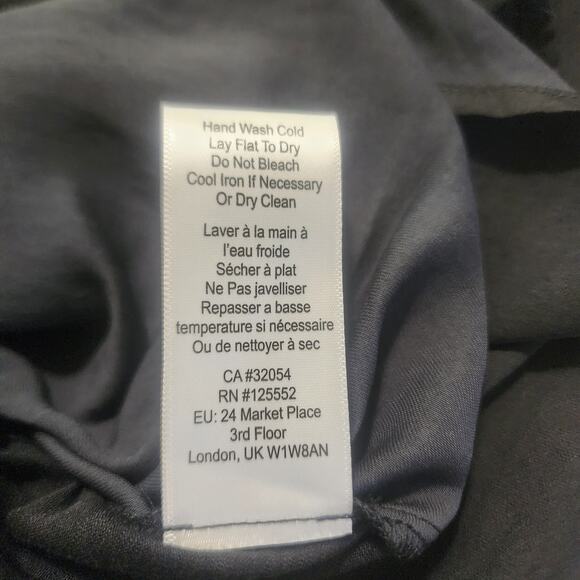 Hand Wash Cold
Lay Flat To Dry
Do Not Bleach
Cool Iron If Necessary
Or Dry Clean
Laver à la main à
l'eau froide
Sécher à plat
Ne Pas javelliser
Repasser a basse
temperature si nécessaire
Ou de nettoyer à sec
CA #32054
RN #125552
EU: 24 Market Place
3rd Floor
London, UK W1W8AN